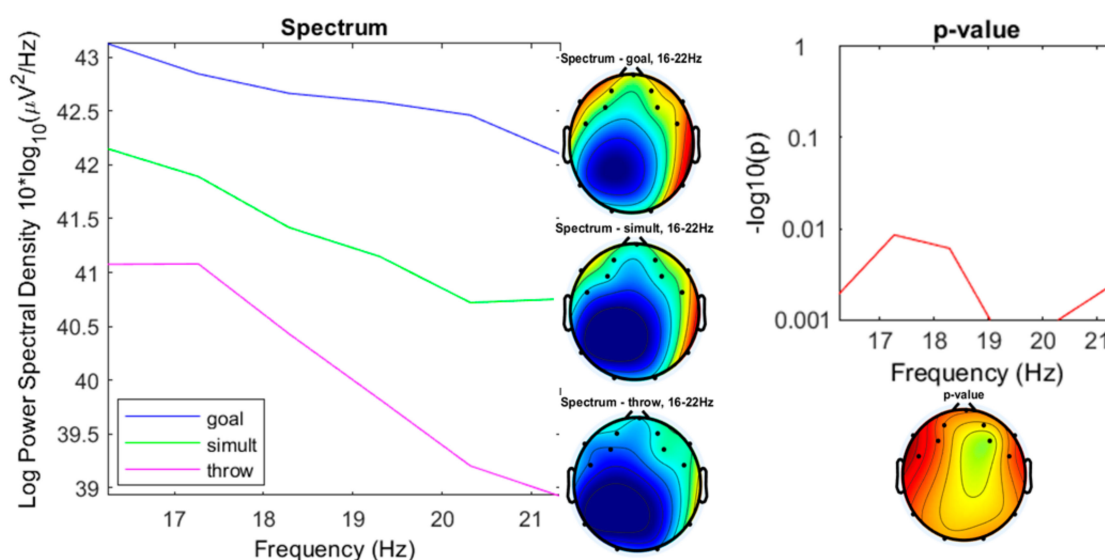 Spectrum
Log Power Spectral Density 10*log10(μV2/Hz)
43
42.5
42
41.5
41
40.5
40
39.5
39
goal
simult
throw
17
18
19
20
21
Frequency (Hz)
Spectrum - goal, 16-22Hz
Spectrum - simult, 16-22Hz
Spectrum - throw, 16-22Hz
p-value
-log10(p)
1
0.1
0.01
0.001
17
18
19
20
21
Frequency (Hz)
p-value